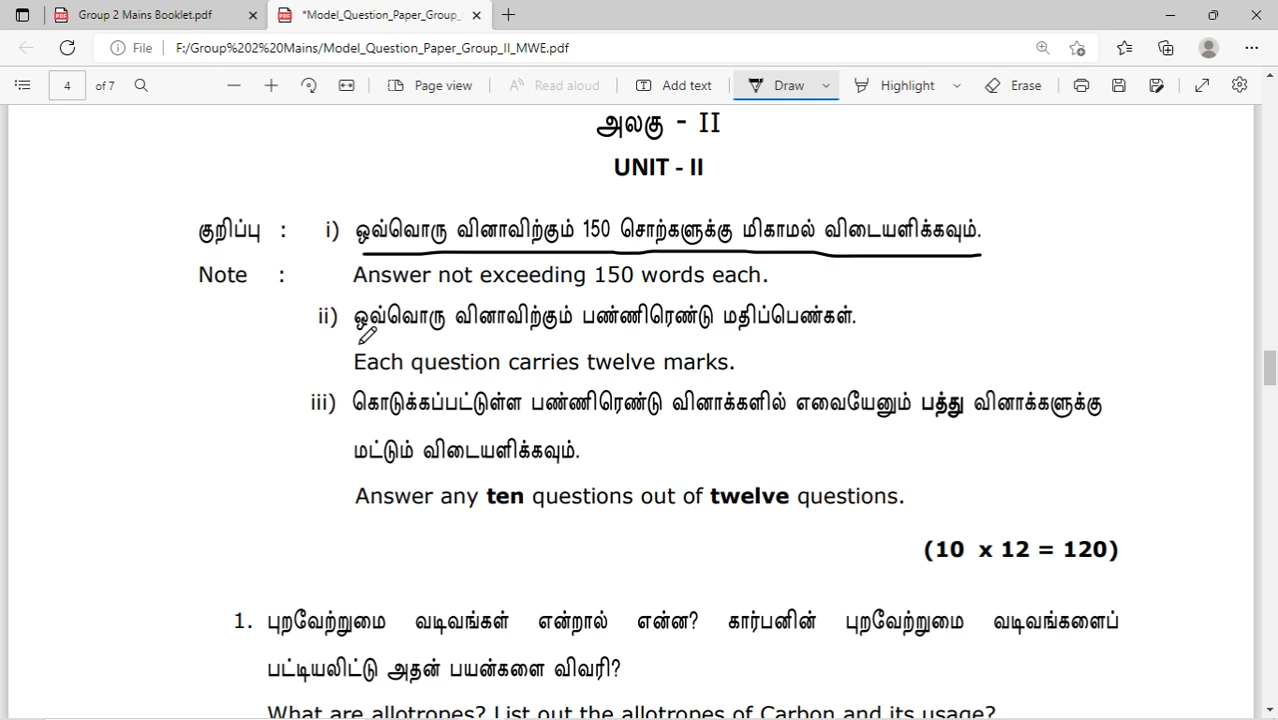 Group 2 Mains Booklet.pdf
*Model_Question_Paper_Group_
File F:/Group%202%20Mains/Model_Question_Paper_Group_II_MWE.pdf
4 of 7 Page view Read aloud Add text Draw Highlight Erase
அலகு - II
UNIT - II
குறிப்பு : i) ஒவ்வொரு வினாவிற்கும் 150 சொற்களுக்கு மிகாமல் விடையளிக்கவும்.
Note : Answer not exceeding 150 words each.
ii) ஒவ்வொரு வினாவிற்கும் பண்ணிரெண்டு மதிப்பெண்கள்.
Each question carries twelve marks.
iii) கொடுக்கப்பட்டுள்ள பண்ணிரெண்டு வினாக்களில் எவையேனும் பத்து வினாக்களுக்கு
மட்டும் விடையளிக்கவும்.
Answer any ten questions out of twelve questions.
(10 x 12 = 120)
1. புறவேற்றுமை வடிவங்கள் என்றால் என்ன? கார்பனின் புறவேற்றுமை வடிவங்களைப்
பட்டியலிட்டு அதன் பயன்களை விவரி?
What are allotropes? List out the allotropes of Carbon and its usage?